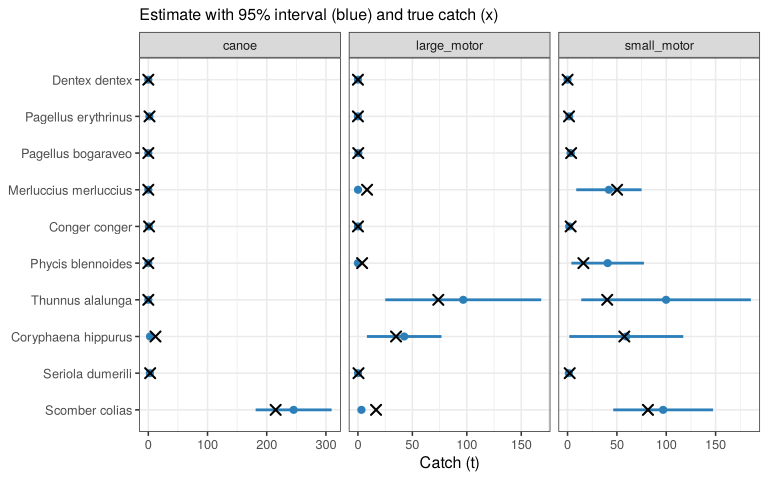 Estimate with 95% interval (blue) and true catch (x)
canoe
large_motor
small_motor
Dentex dentex
Pagellus erythrinus
Pagellus bogaraveo
Merluccius merluccius
Conger conger
Phycis blennoides
Thunnus alalunga
Coryphaena hippurus
Seriola dumerili
Scomber colias
0 100 200 300
0 50 100 150
0 50 100 150
Catch (t)